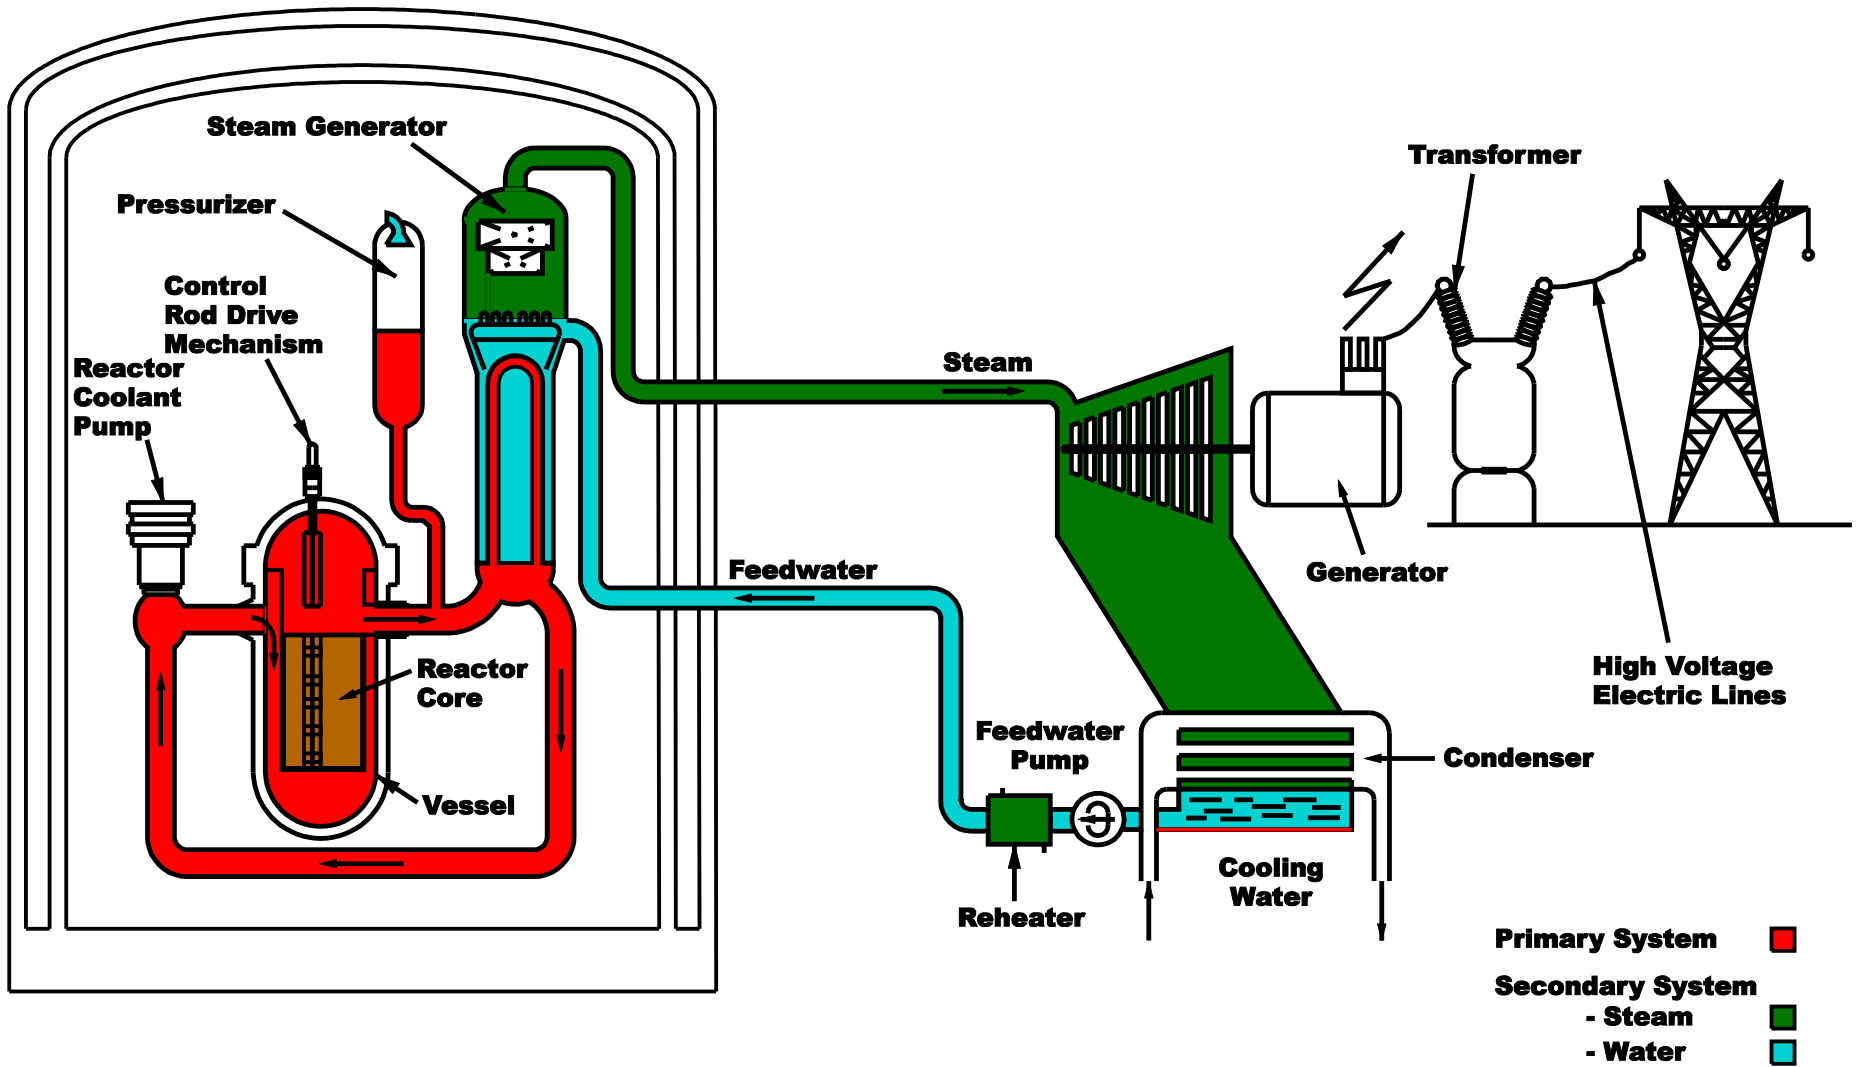 Steam Generator
Pressurizer
Control
Rod Drive
Mechanism
Reactor
Coolant
Pump
Reactor
Core
Vessel
Steam
Feedwater
Feedwater
Pump
Reheater
Cooling
Water
Condenser
Generator
Transformer
High Voltage
Electric Lines
Primary System
Secondary System
- Steam
- Water